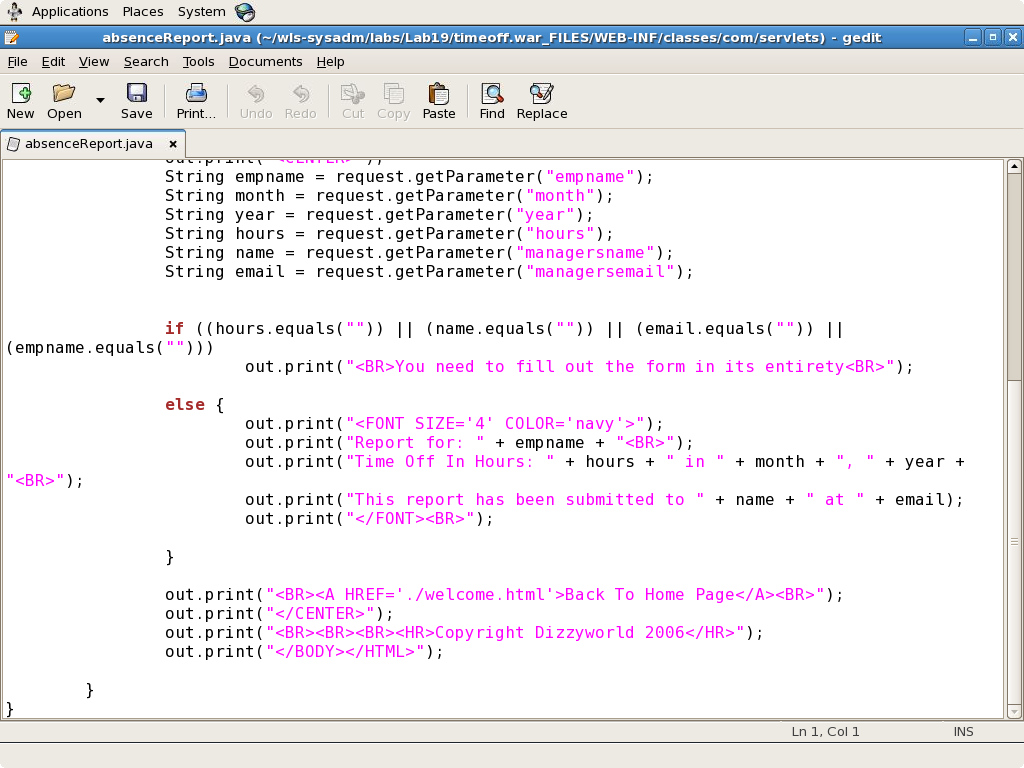 Applications Places System
absenceReport.java (~/wls-sysadm/labs/Lab19/timeoff.war_FILES/WEB-INF/classes/com/servlets) - gedit
File Edit View Search Tools Documents Help
New Open Save Print... Undo Redo Cut Copy Paste Find Replace
absenceReport.java
out.print("<CENTER>");
String empname = request.getParameter("empname");
String month = request.getParameter("month");
String year = request.getParameter("year");
String hours = request.getParameter("hours");
String name = request.getParameter("managersname");
String email = request.getParameter("managersemail");
if ((hours.equals("")) || (name.equals("")) || (email.equals("")) ||
(empname.equals("")))
out.print("<BR>You need to fill out the form in its entirety<BR>");
else {
out.print("<FONT SIZE='4' COLOR='navy'>");
out.print("Report for: " + empname + "<BR>");
out.print("Time Off In Hours: " + hours + " in " + month + ", " + year +
"<BR>");
out.print("This report has been submitted to " + name + " at " + email);
out.print("</FONT><BR>");
}
out.print("<BR><A HREF='./welcome.html'>Back To Home Page</A><BR>");
out.print("</CENTER>");
out.print("<BR><BR><BR><HR>Copyright Dizzyworld 2006</HR>");
out.print("</BODY></HTML>");
}
}
Ln 1, Col 1 INS